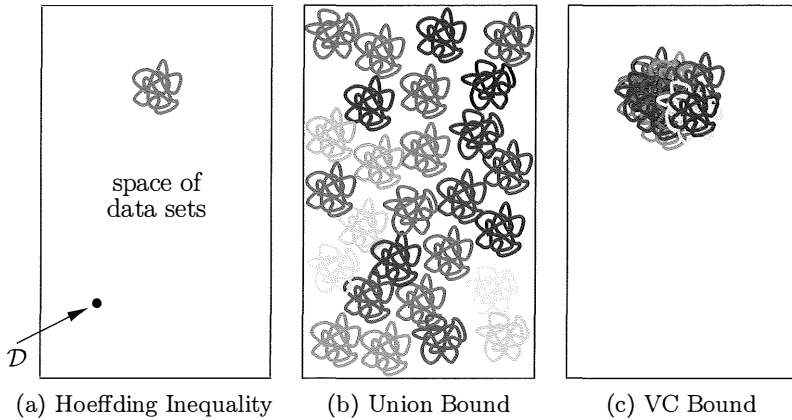 space of
data sets
𝒟
(a) Hoeffding Inequality
(b) Union Bound
(c) VC Bound